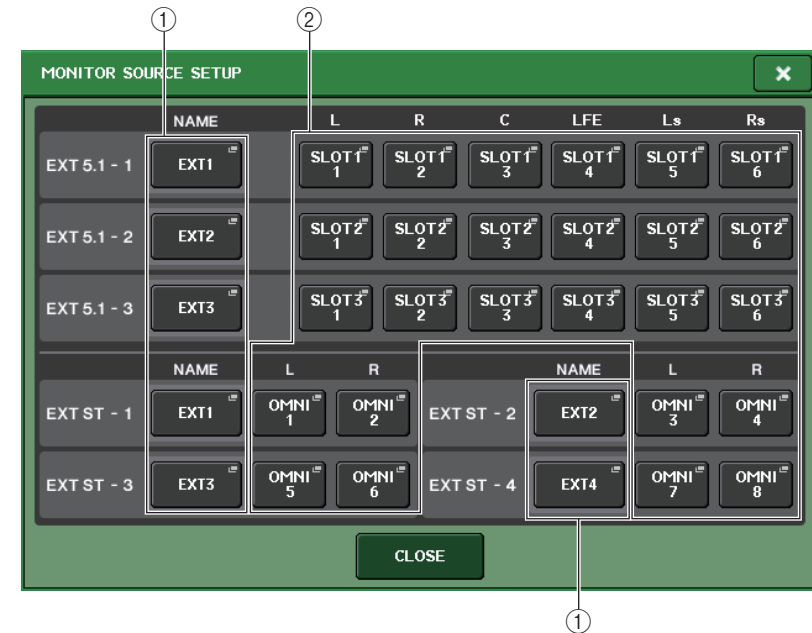 ① ②
MONITOR SOURCE SETUP ×
NAME L R C LFE Ls Rs
EXT 5.1 - 1 EXT1 SLOT1 1 SLOT1 2 SLOT1 3 SLOT1 4 SLOT1 5 SLOT1 6
EXT 5.1 - 2 EXT2 SLOT2 1 SLOT2 2 SLOT2 3 SLOT2 4 SLOT2 5 SLOT2 6
EXT 5.1 - 3 EXT3 SLOT3 1 SLOT3 2 SLOT3 3 SLOT3 4 SLOT3 5 SLOT3 6
NAME L R NAME L R
EXT ST - 1 EXT1 OMNI 1 OMNI 2 EXT ST - 2 EXT2 OMNI 3 OMNI 4
EXT ST - 3 EXT3 OMNI 5 OMNI 6 EXT ST - 4 EXT4 OMNI 7 OMNI 8
CLOSE
①